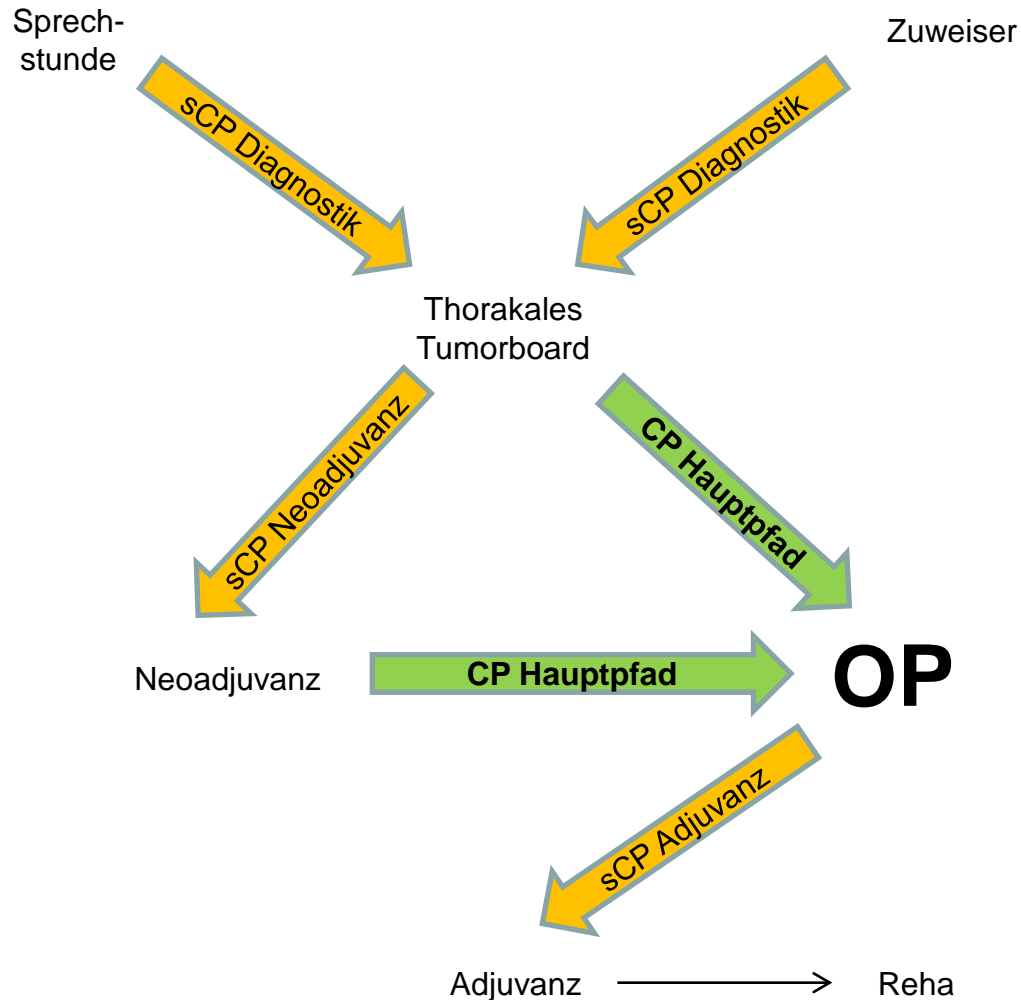 Sprech-
stunde
Zuweiser
sCP Diagnostik
sCP Diagnostik
Thorakales
Tumorboard
sCP Neoadjuvanz
CP Hauptpfad
Neoadjuvanz
CP Hauptpfad
OP
sCP Adjuvanz
Adjuvanz
Reha